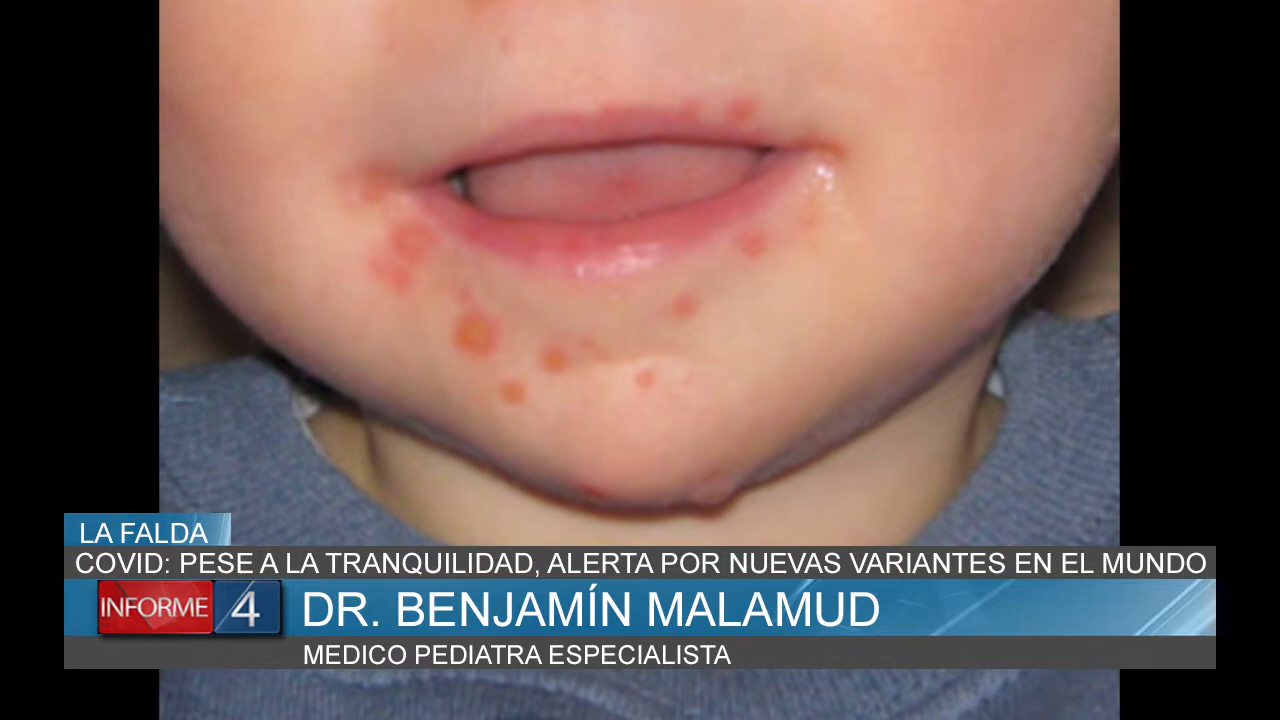 LA FALDA
COVID: PESE A LA TRANQUILIDAD, ALERTA POR NUEVAS VARIANTES EN EL MUNDO
INFORME 4
DR. BENJAMÍN MALAMUD
MEDICO PEDIATRA ESPECIALISTA